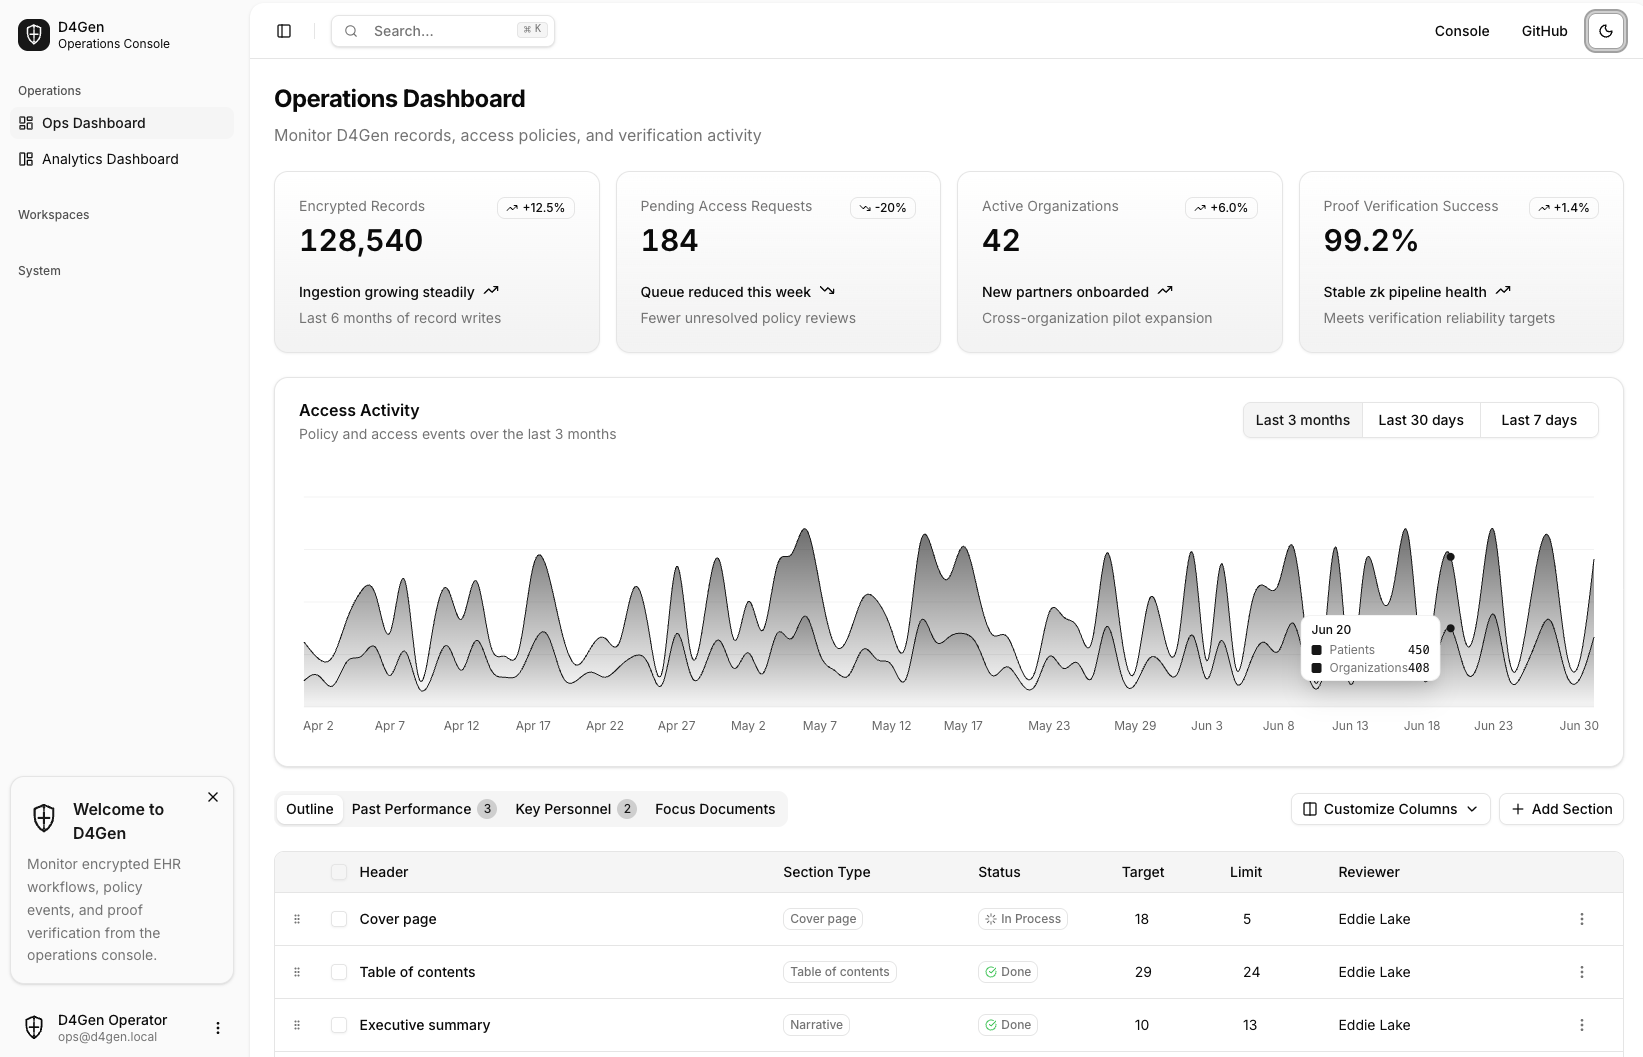 D4Gen
Operations Console
Operations
Ops Dashboard
Analytics Dashboard
Workspaces
System
Welcome to
D4Gen
Monitor encrypted EHR
workflows, policy
events, and proof
verification from the
operations console.
D4Gen Operator
ops@d4gen.local
Search...
⌘ K
Console
GitHub
Operations Dashboard
Monitor D4Gen records, access policies, and verification activity
Encrypted Records
+12.5%
128,540
Ingestion growing steadily
Last 6 months of record writes
Pending Access Requests
-20%
184
Queue reduced this week
Fewer unresolved policy reviews
Active Organizations
+6.0%
42
New partners onboarded
Cross-organization pilot expansion
Proof Verification Success
+1.4%
99.2%
Stable zk pipeline health
Meets verification reliability targets
Access Activity
Policy and access events over the last 3 months
Last 3 months
Last 30 days
Last 7 days
Jun 20
Patients 450
Organizations408
Apr 2 Apr 7 Apr 12 Apr 17 Apr 22 Apr 27 May 2 May 7 May 12 May 17 May 23 May 29 Jun 3 Jun 8 Jun 13 Jun 18 Jun 23 Jun 30
Outline
Past Performance 3
Key Personnel 2
Focus Documents
Customize Columns
Add Section
Header Section Type Status Target Limit Reviewer
Cover page Cover page In Process 18 5 Eddie Lake
Table of contents Table of contents Done 29 24 Eddie Lake
Executive summary Narrative Done 10 13 Eddie Lake